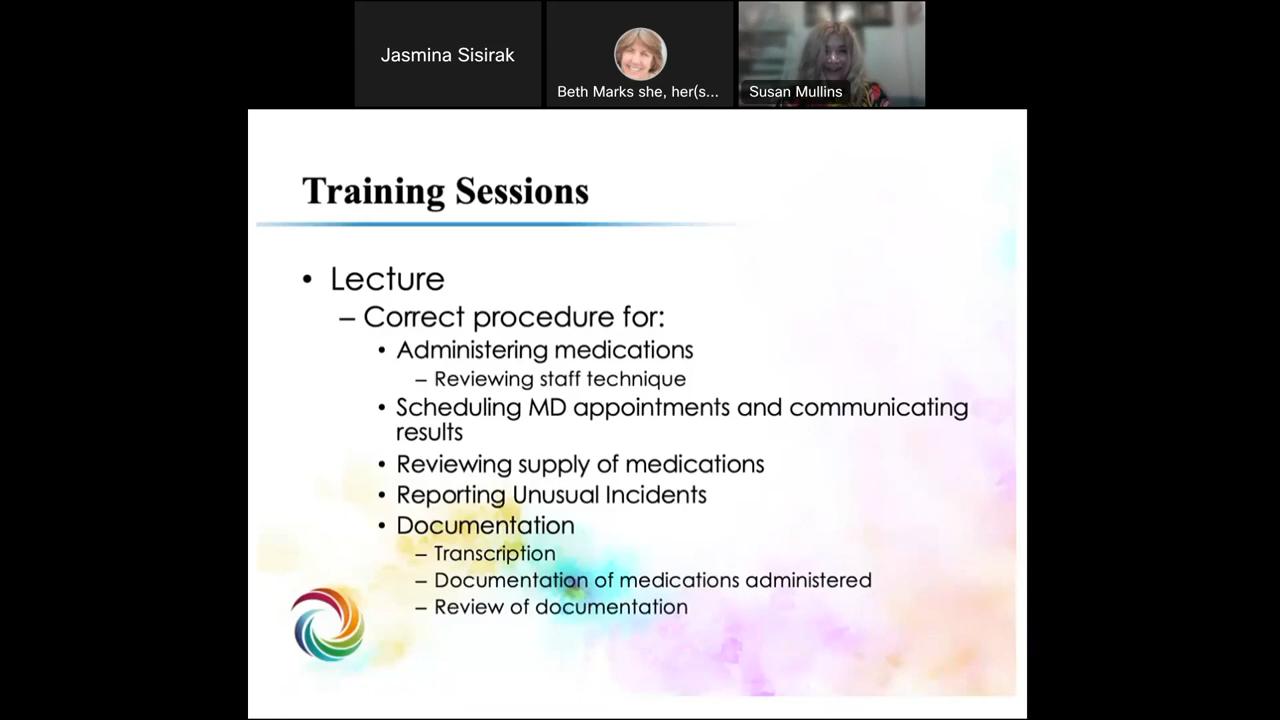 Jasmina Sisirak
Beth Marks she, her(s...
Susan Mullins
Training Sessions
• Lecture
– Correct procedure for:
• Administering medications
– Reviewing staff technique
• Scheduling MD appointments and communicating
results
• Reviewing supply of medications
• Reporting Unusual Incidents
• Documentation
– Transcription
– Documentation of medications administered
– Review of documentation